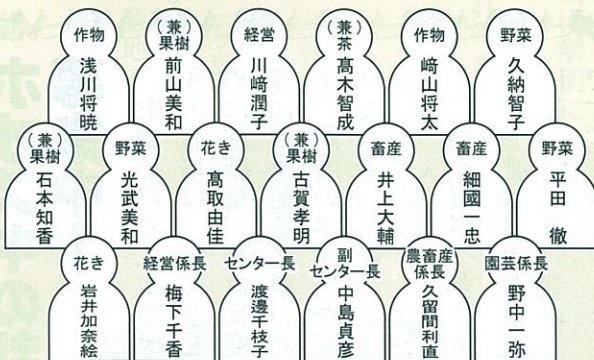 作物
浅川将暁
（兼）果樹
前山美和
経営
川﨑潤子
（兼）茶
髙木智成
作物
﨑山将太
野菜
久納智子
（兼）果樹
石本知香
野菜
光武美和
花き
髙取由佳
（兼）果樹
古賀孝明
畜産
井上大輔
畜産
細國一忠
野菜
平田　徹
花き
岩井加奈絵
経営係長
梅下千香
センター長
渡邊千枝子
副センター長
中島貞彦
農畜産係長
久留間利直
園芸係長
野中一弥